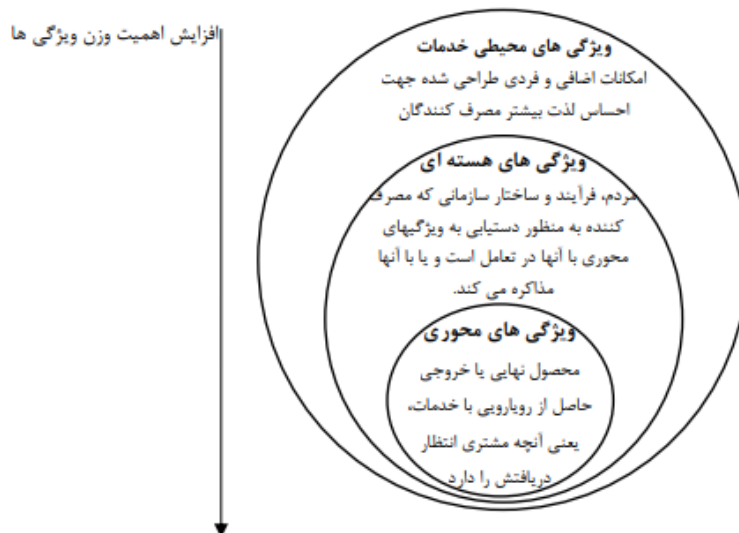 افزایش اهمیت وزن ویژگی ها
ویژگی های محیطی خدمات
امکانات اضافی و فردی طراحی شده جهت
احساس لذت بیشتر مصرف کنندگان
ویژگی های هسته ای
مردم، فرآیند و ساختار سازمانی که مصرف
کننده به منظور دستیابی به ویژگیهای
محوری با آنها در تعامل است و یا با آنها
مذاکره می کند.
ویژگی های محوری
محصول نهایی یا خروجی
حاصل از رویارویی با خدمات،
یعنی آنچه مشتری انتظار
دریافتش را دارد